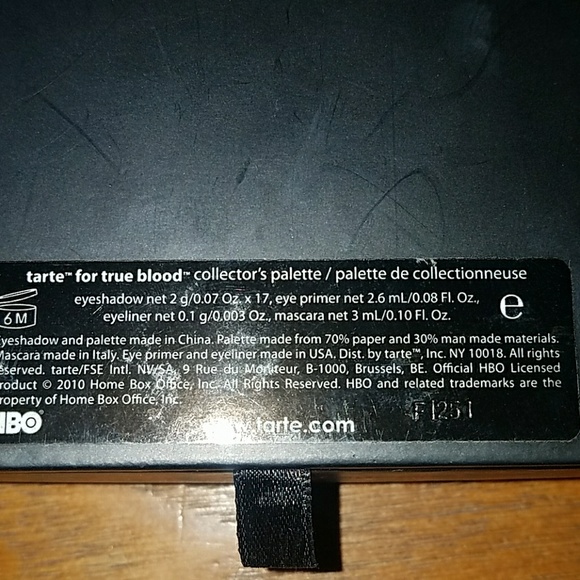 tarte™ for true blood™ collector's palette / palette de collectionneuse
eyeshadow net 2 g/0.07 Oz. x 17, eye primer net 2.6 mL/0.08 Fl. Oz.,
eyeliner net 0.1 g/0.003 Oz., mascara net 3 mL/0.10 Fl. Oz.
e
6 M
Eyeshadow and palette made in China. Palette made from 70% paper and 30% man made materials.
Mascara made in Italy. Eye primer and eyeliner made in USA. Dist. by tarte™, Inc. NY 10018. All rights
reserved. tarte/FSE Intl. NV/SA, 9 Rue du Moniteur, B-1000, Brussels, BE. Official HBO Licensed
Product © 2010 Home Box Office, Inc. All Rights Reserved. HBO and related trademarks are the
property of Home Box Office, Inc.
HBO
www.tarte.com